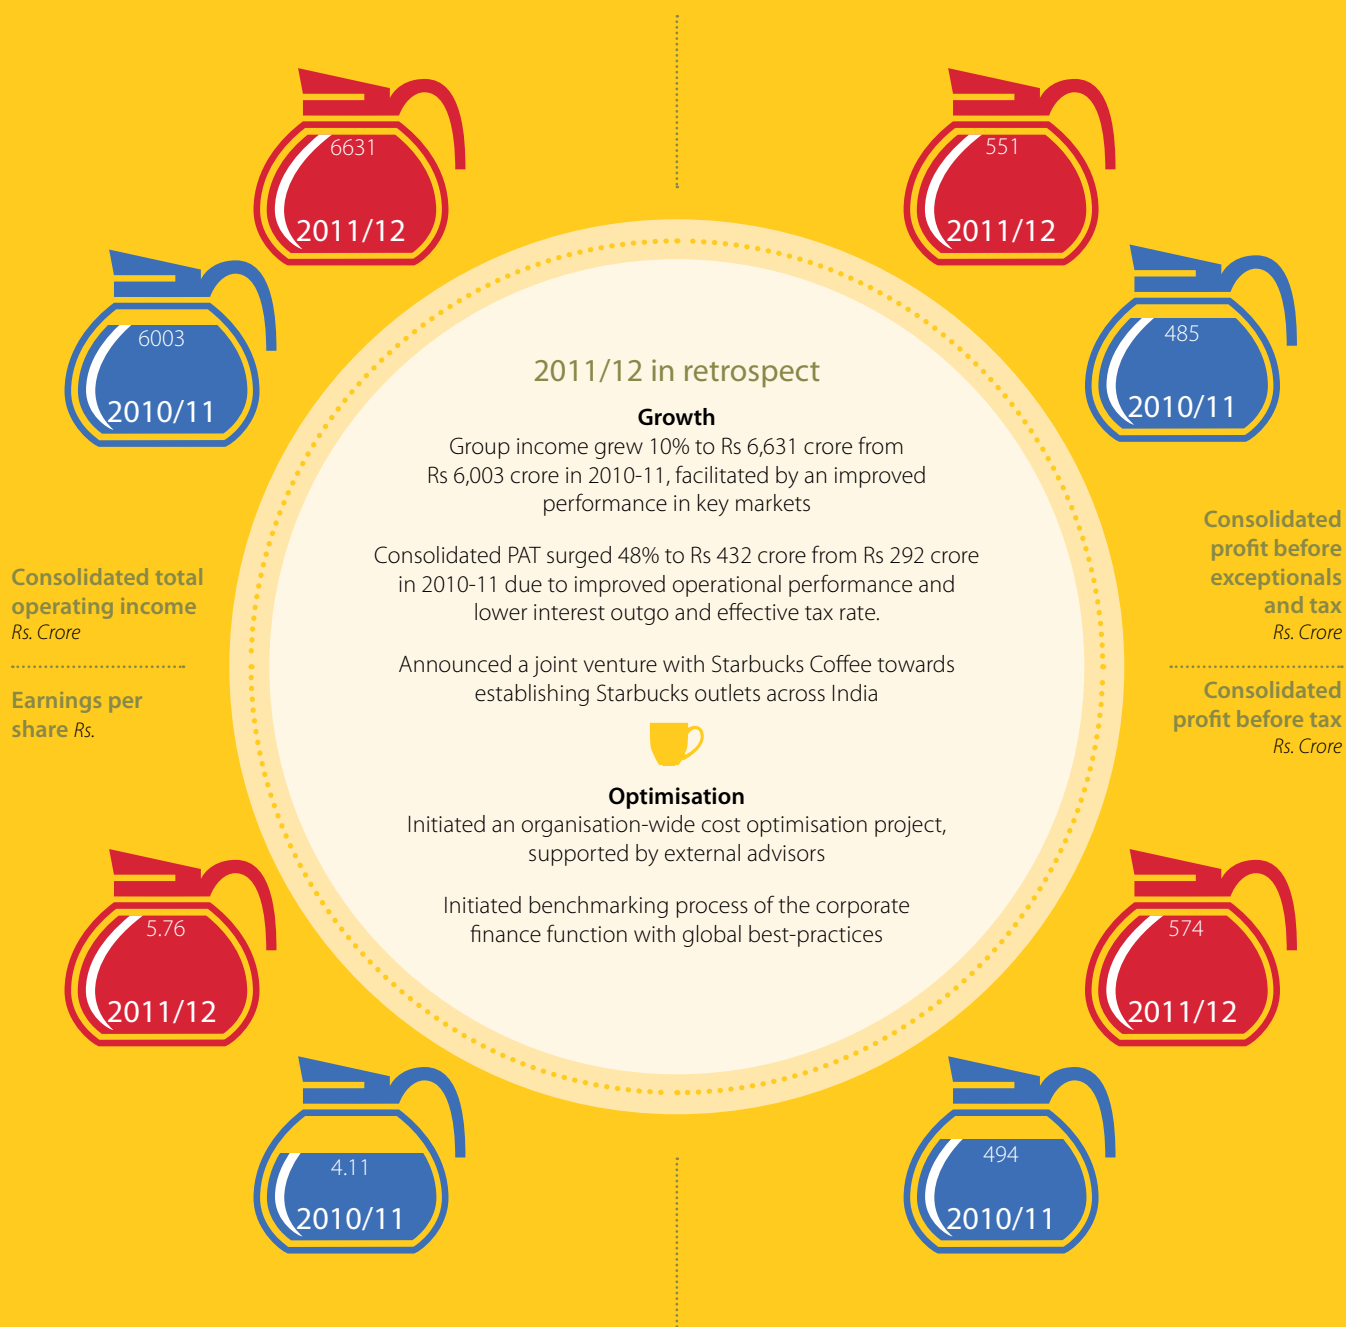 6631
2011/12
6003
2010/11
551
2011/12
485
2010/11
Consolidated total
operating income
Rs. Crore
Earnings per
share Rs.
2011/12 in retrospect
Growth
Group income grew 10% to Rs 6,631 crore from
Rs 6,003 crore in 2010-11, facilitated by an improved
performance in key markets
Consolidated PAT surged 48% to Rs 432 crore from Rs 292 crore
in 2010-11 due to improved operational performance and
lower interest outgo and effective tax rate.
Announced a joint venture with Starbucks Coffee towards
establishing Starbucks outlets across India
Optimisation
Initiated an organisation-wide cost optimisation project,
supported by external advisors
Initiated benchmarking process of the corporate
finance function with global best-practices
Consolidated
profit before
exceptionals
and tax
Rs. Crore
Consolidated
profit before tax
Rs. Crore
5.76
2011/12
4.11
2010/11
574
2011/12
494
2010/11